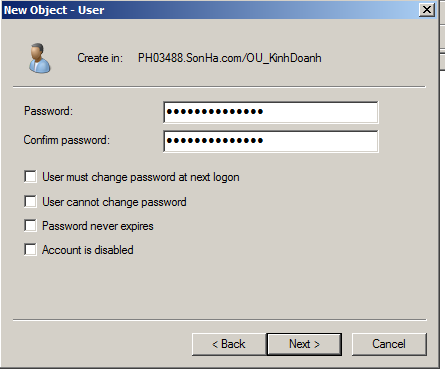 New Object - User
Create in: PH03488.SonHa.com/OU_KinhDoanh
Password: ●●●●●●●●●●●●●●
Confirm password: ●●●●●●●●●●●●●●
User must change password at next logon
User cannot change password
Password never expires
Account is disabled
< Back Next > Cancel